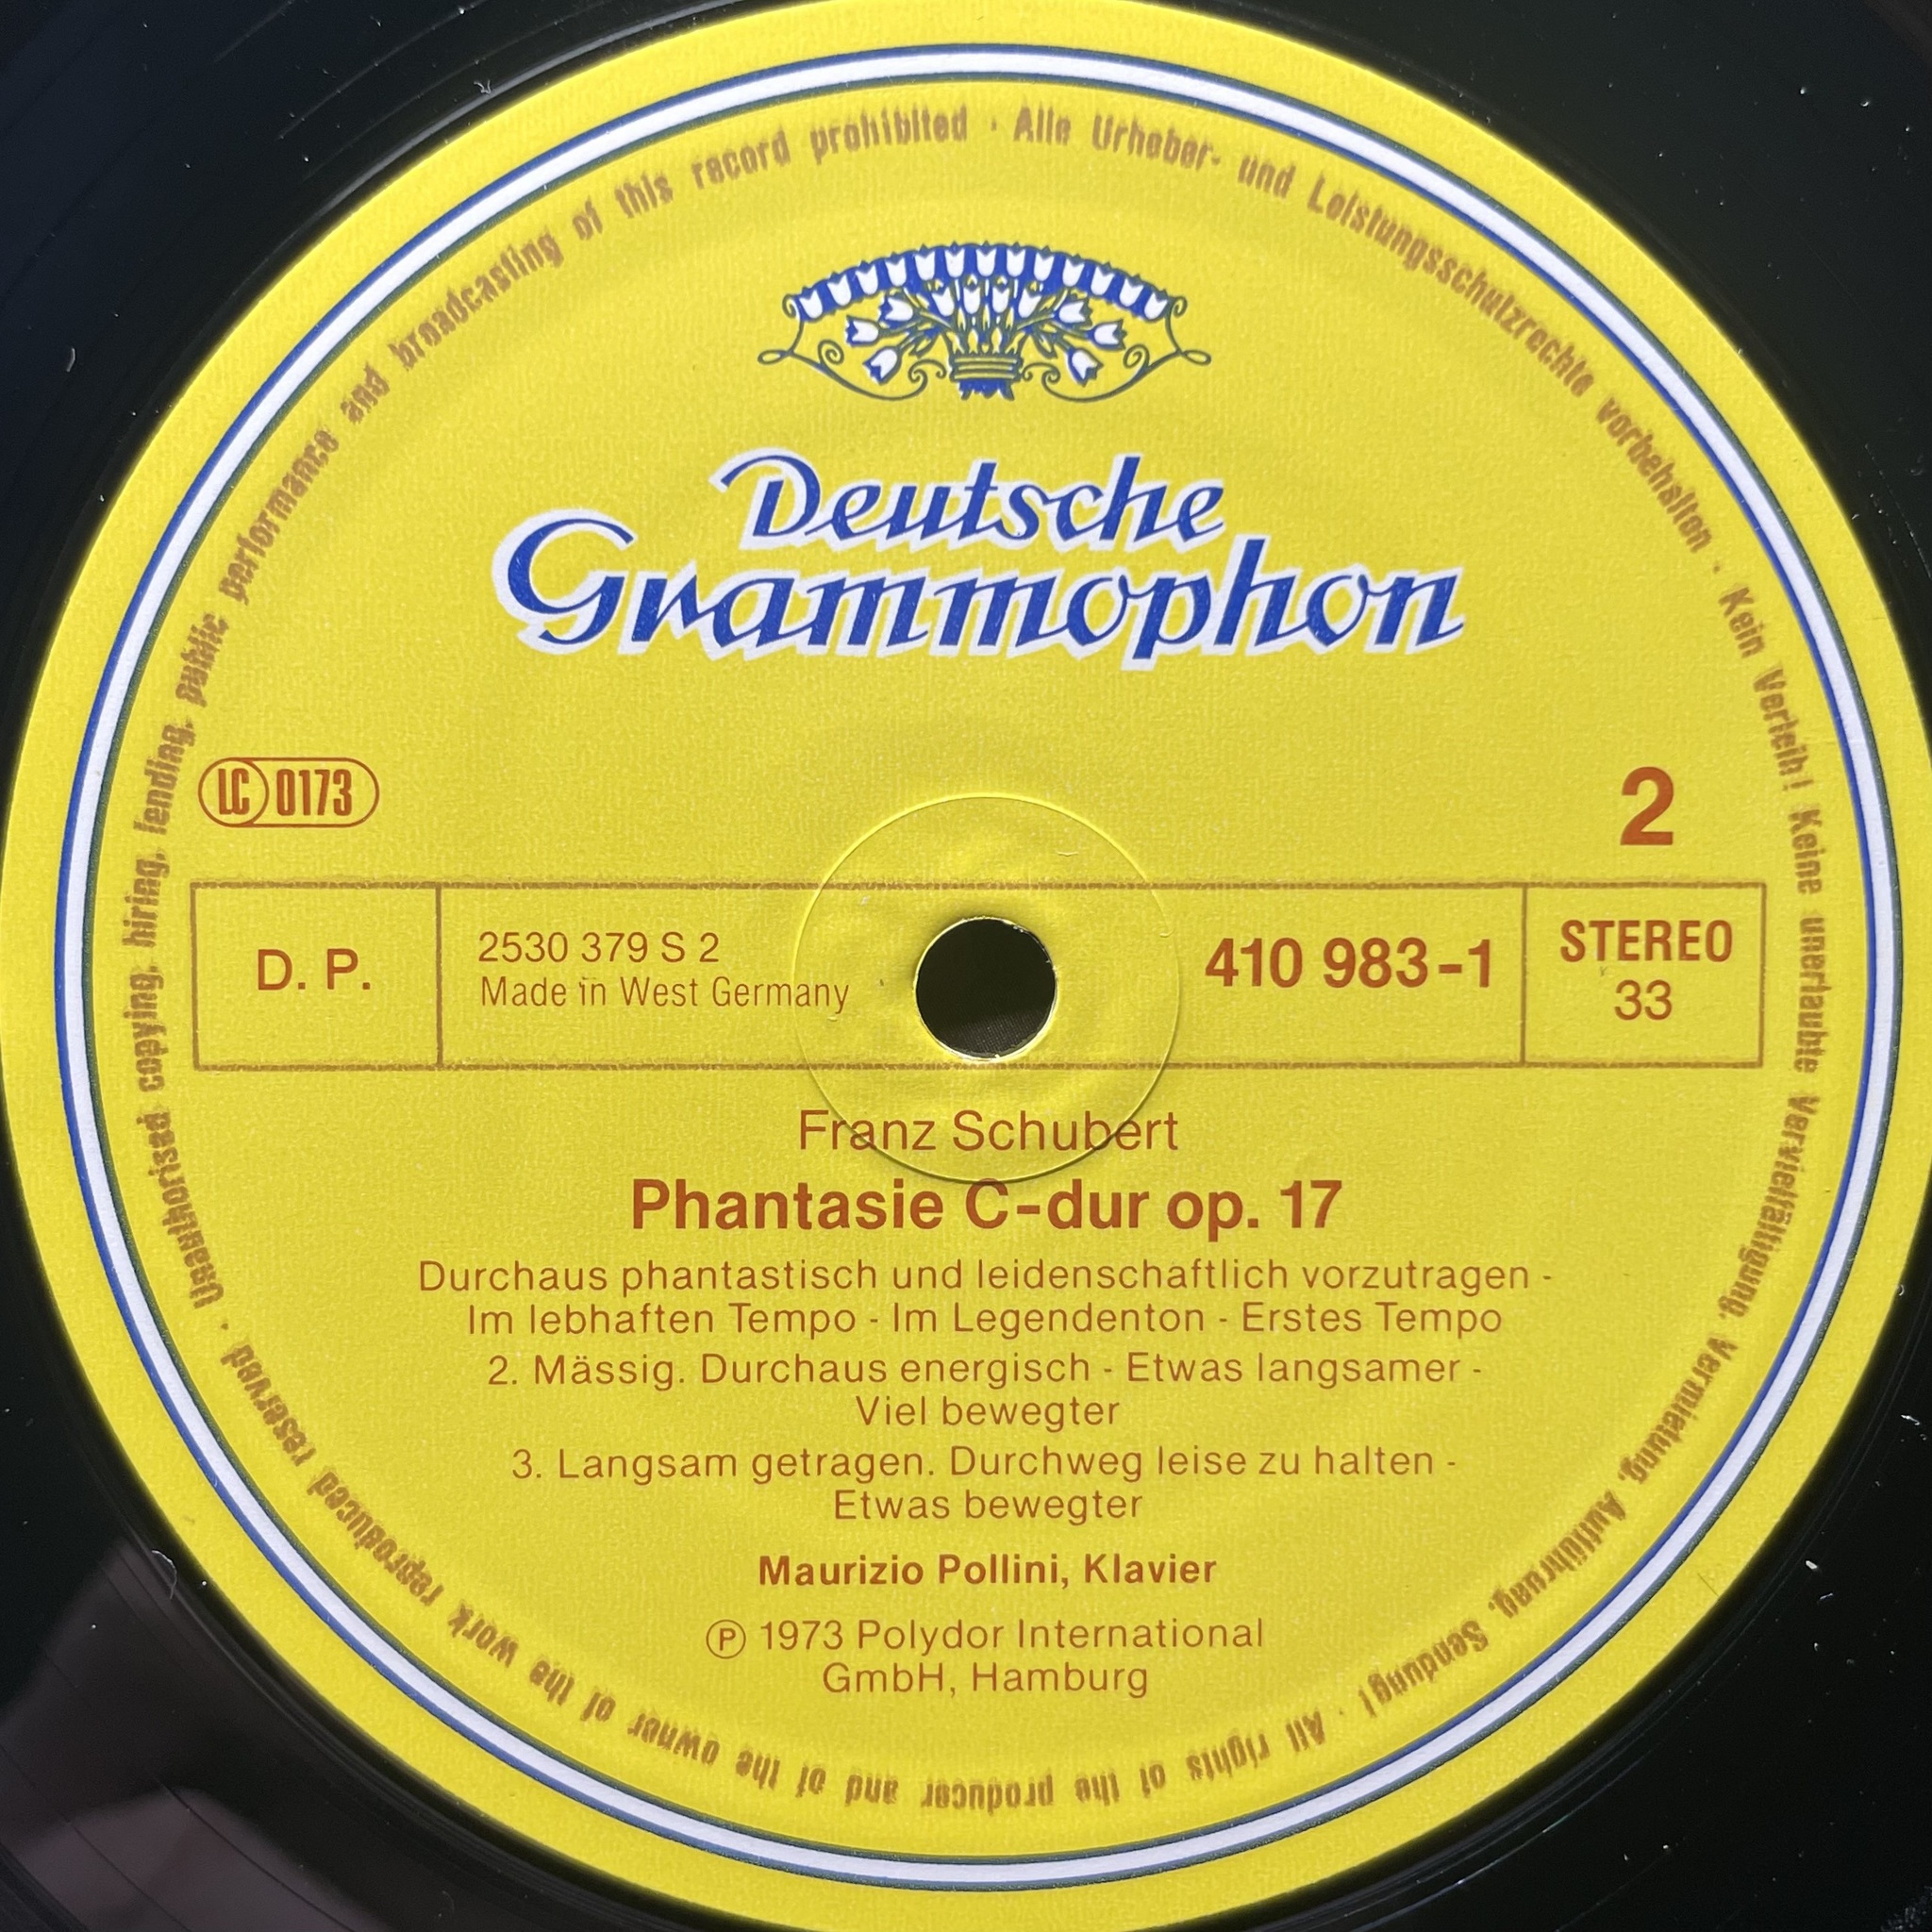 Deutsche
Grammophon
LC 0173
2
D. P.
2530 379 S 2
Made in West Germany
410 983-1
STEREO
33
Franz Schubert
Phantasie C-dur op. 17
Durchaus phantastisch und leidenschaftlich vorzutragen -
Im lebhaften Tempo - Im Legendenton - Erstes Tempo
2. Mässig. Durchaus energisch - Etwas langsamer -
Viel bewegter
3. Langsam getragen. Durchweg leise zu halten -
Etwas bewegter
Maurizio Pollini, Klavier
Ⓟ 1973 Polydor International
GmbH, Hamburg
Alle Urheber- und Leistungsschutzrechte vorbehalten · Kein Verleih! Keine unerlaubte Vervielfältigung, Vermietung, Aufführung, Sendung! · All rights of the producer and of the owner of the work reproduced reserved · Unauthorised copying, hiring, lending, public performance and broadcasting of this record prohibited ·